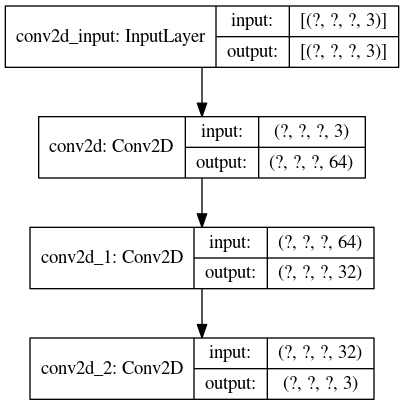 conv2d_input: InputLayer
input: [(?, ?, ?, 3)]
output: [(?, ?, ?, 3)]
conv2d: Conv2D
input: (?, ?, ?, 3)
output: (?, ?, ?, 64)
conv2d_1: Conv2D
input: (?, ?, ?, 64)
output: (?, ?, ?, 32)
conv2d_2: Conv2D
input: (?, ?, ?, 32)
output: (?, ?, ?, 3)